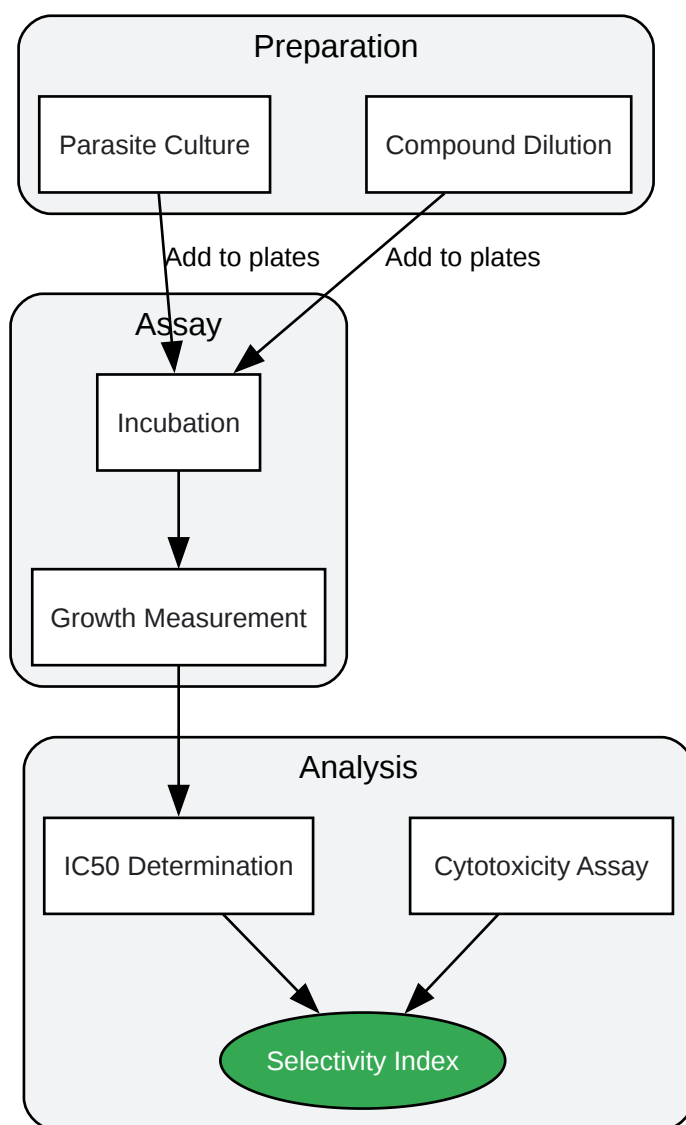 Preparation
Parasite Culture
Compound Dilution
Add to plates
Add to plates
Assay
Incubation
Growth Measurement
Analysis
IC50 Determination
Cytotoxicity Assay
Selectivity Index